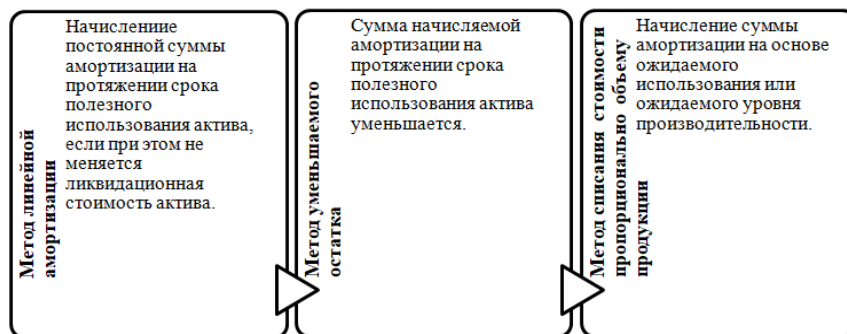 Метод линейной
амортизации
Начислениие
постоянной суммы
амортизации на
протяжении срока
полезного
использования актива,
если при этом не
меняется
ликвидационная
стоимость актива.
Метод уменьшаемого
остатка
Сумма начисляемой
амортизации на
протяжении срока
полезного
использования актива
уменьшается.
Метод списания стоимости
пропорционально объему
продукции
Начисление суммы
амортизации на основе
ожидаемого
использования или
ожидаемого уровня
производительности.